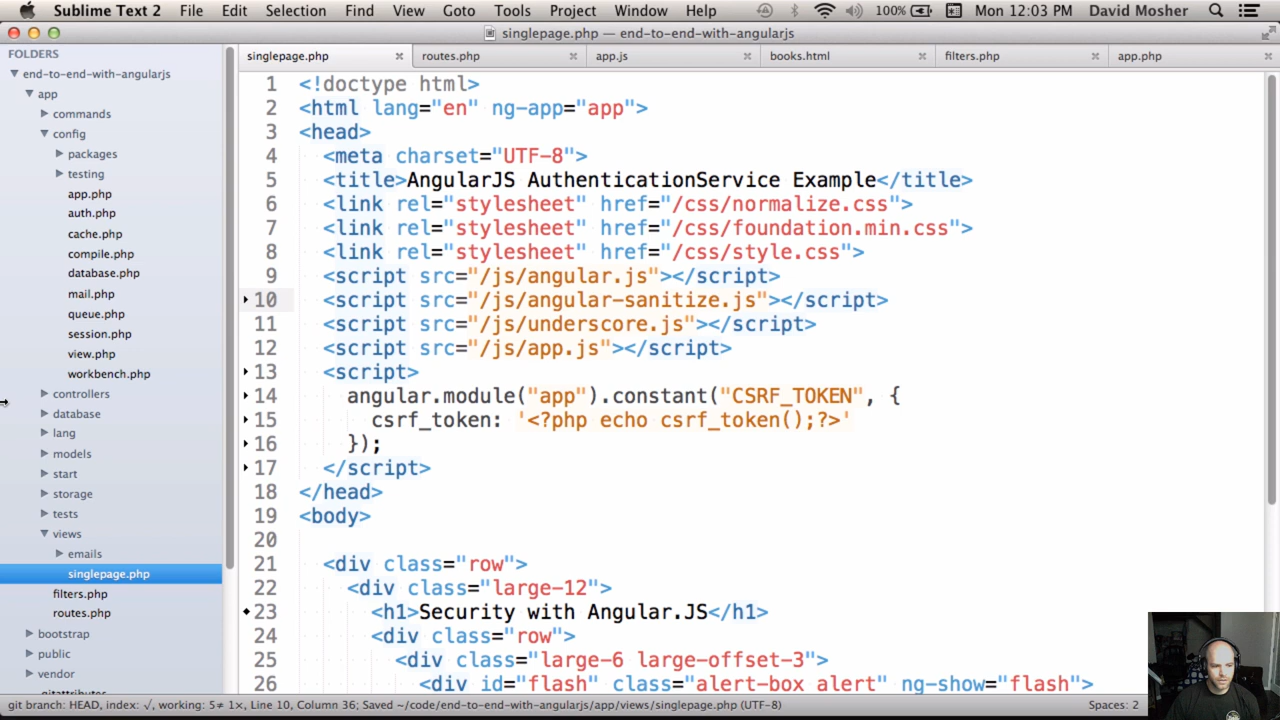 Sublime Text 2 File Edit Selection Find View Goto Tools Project Window Help 100% Mon 12:03 PM David Mosher
singlepage.php — end-to-end-with-angularjs
FOLDERS
end-to-end-with-angularjs
app
commands
config
packages
testing
app.php
auth.php
cache.php
compile.php
database.php
mail.php
queue.php
session.php
view.php
workbench.php
controllers
database
lang
models
start
storage
tests
views
emails
singlepage.php
filters.php
routes.php
bootstrap
public
vendor
.gitattributes
singlepage.php routes.php app.js books.html filters.php app.php
1 <!doctype html>
2 <html lang="en" ng-app="app">
3 <head>
4 <meta charset="UTF-8">
5 <title>AngularJS AuthenticationService Example</title>
6 <link rel="stylesheet" href="/css/normalize.css">
7 <link rel="stylesheet" href="/css/foundation.min.css">
8 <link rel="stylesheet" href="/css/style.css">
9 <script src="/js/angular.js"></script>
10 <script src="/js/angular-sanitize.js"></script>
11 <script src="/js/underscore.js"></script>
12 <script src="/js/app.js"></script>
13 <script>
14 angular.module("app").constant("CSRF_TOKEN", {
15 csrf_token: '<?php echo csrf_token();?>'
16 });
17 </script>
18 </head>
19 <body>
20
21 <div class="row">
22 <div class="large-12">
23 <h1>Security with Angular.JS</h1>
24 <div class="row">
25 <div class="large-6 large-offset-3">
26 <div id="flash" class="alert-box alert" ng-show="flash">
git branch: HEAD, index: √, working: 5≠ 1×, Line 10, Column 36; Saved ~/code/end-to-end-with-angularjs/app/views/singlepage.php (UTF-8) Spaces: 2